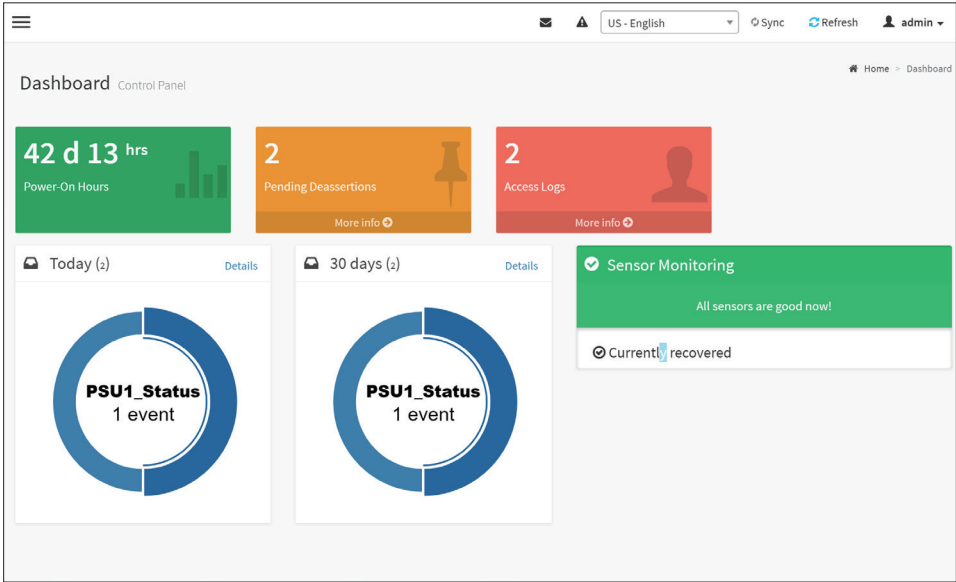 US - English
Sync
Refresh
admin
Dashboard Control Panel
Home > Dashboard
42 d 13 hrs
Power-On Hours
2
Pending Deassertions
More info
2
Access Logs
More info
Today (2)
Details
PSU1_Status
1 event
30 days (2)
Details
PSU1_Status
1 event
Sensor Monitoring
All sensors are good now!
Currently recovered